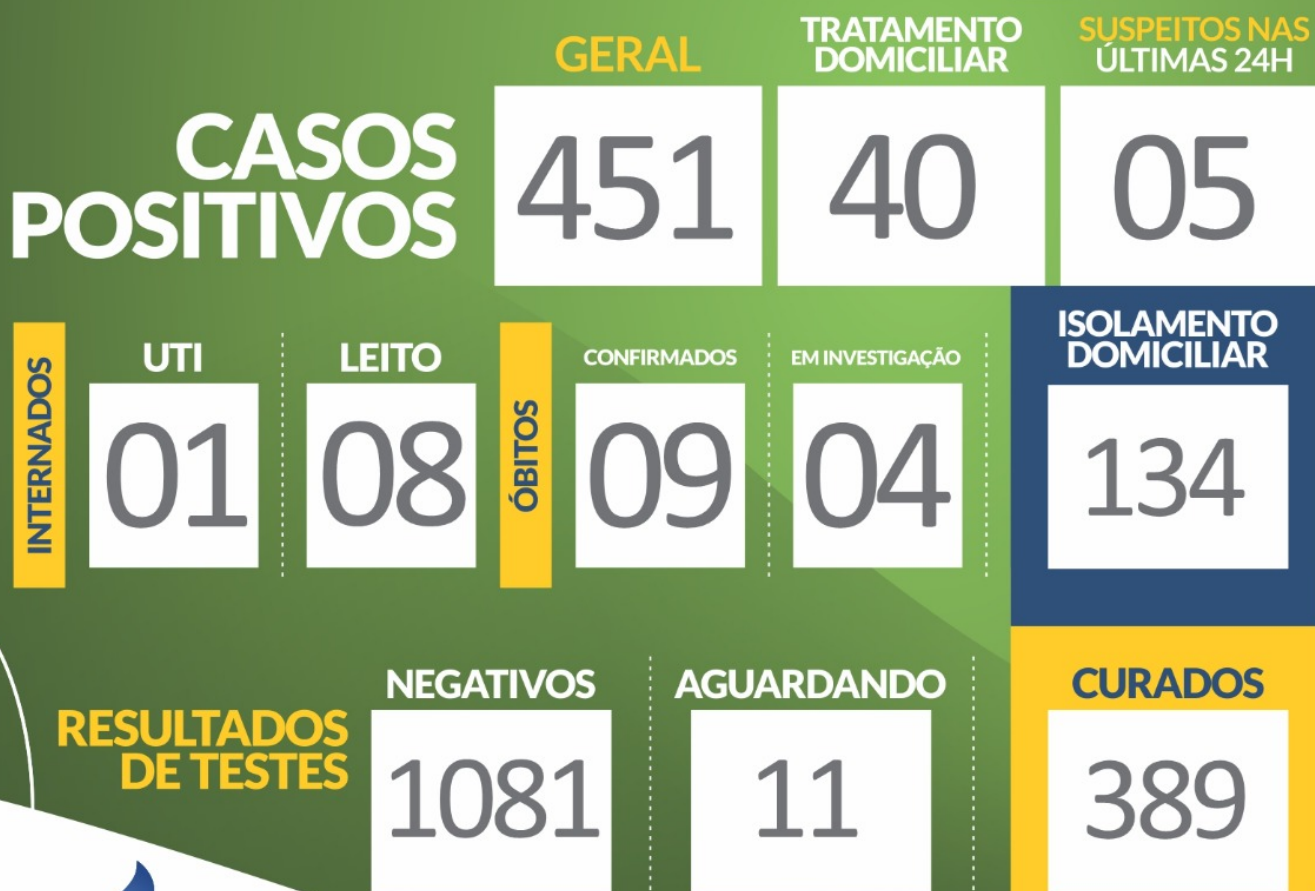 GERAL
TRATAMENTO
DOMICILIAR
SUSPEITOS NAS
ÚLTIMAS 24H
CASOS
POSITIVOS
451
40
05
INTERNADOS
UTI
01
LEITO
08
ÓBITOS
CONFIRMADOS
09
EM INVESTIGAÇÃO
04
ISOLAMENTO
DOMICILIAR
134
RESULTADOS
DE TESTES
NEGATIVOS
1081
AGUARDANDO
11
CURADOS
389